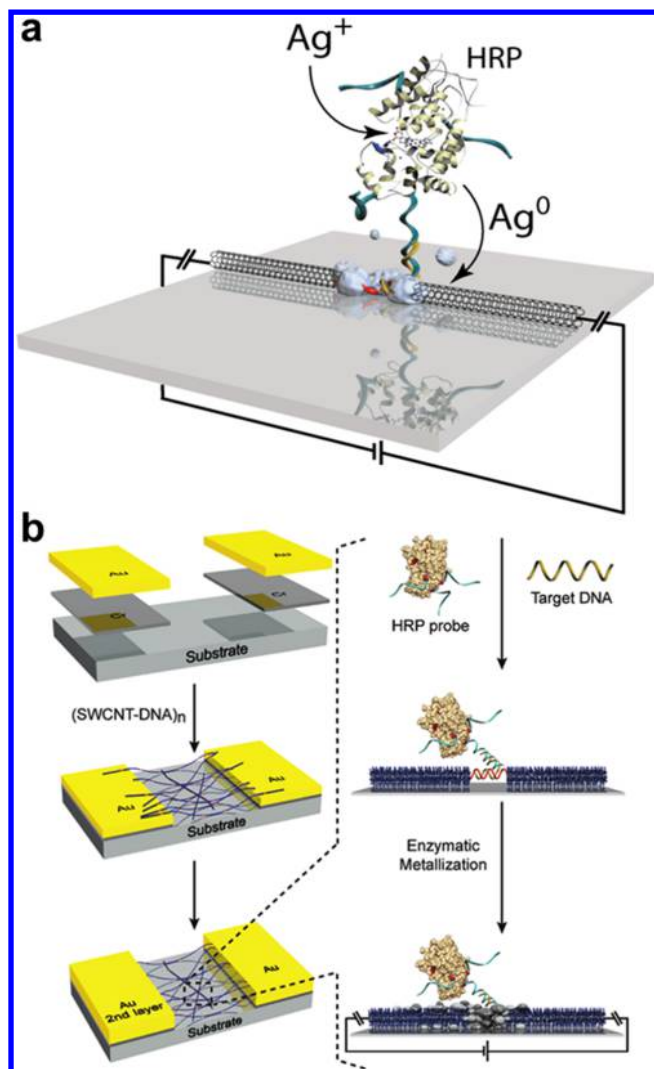 a
Ag⁺
HRP
Ag⁰
b
Au
Au
Cr
Cr
Substrate
(SWCNT-DNA)n
Au
Au
Substrate
Au
2nd layer
Au
Substrate
HRP probe
Target DNA
Enzymatic
Metallization